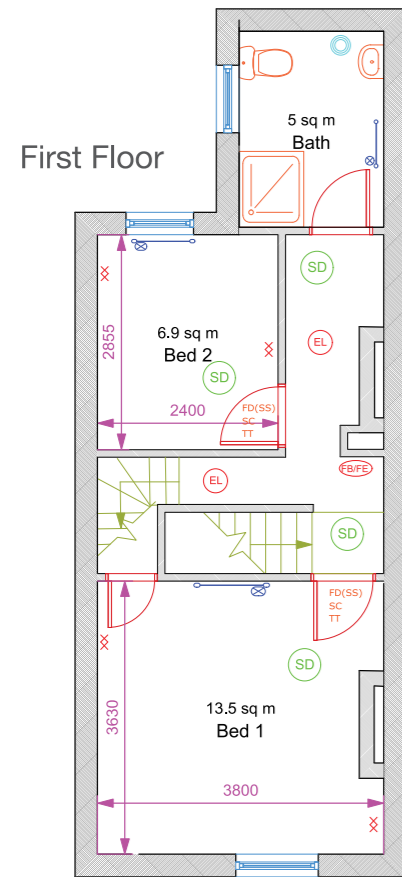 First Floor
5 sq m
Bath
SD
EL
6.9 sq m
Bed 2
SD
2855
2400
FD(SS)
SC
TT
FB/FE
EL
SD
FD(SS)
SC
TT
SD
13.5 sq m
Bed 1
3630
3800